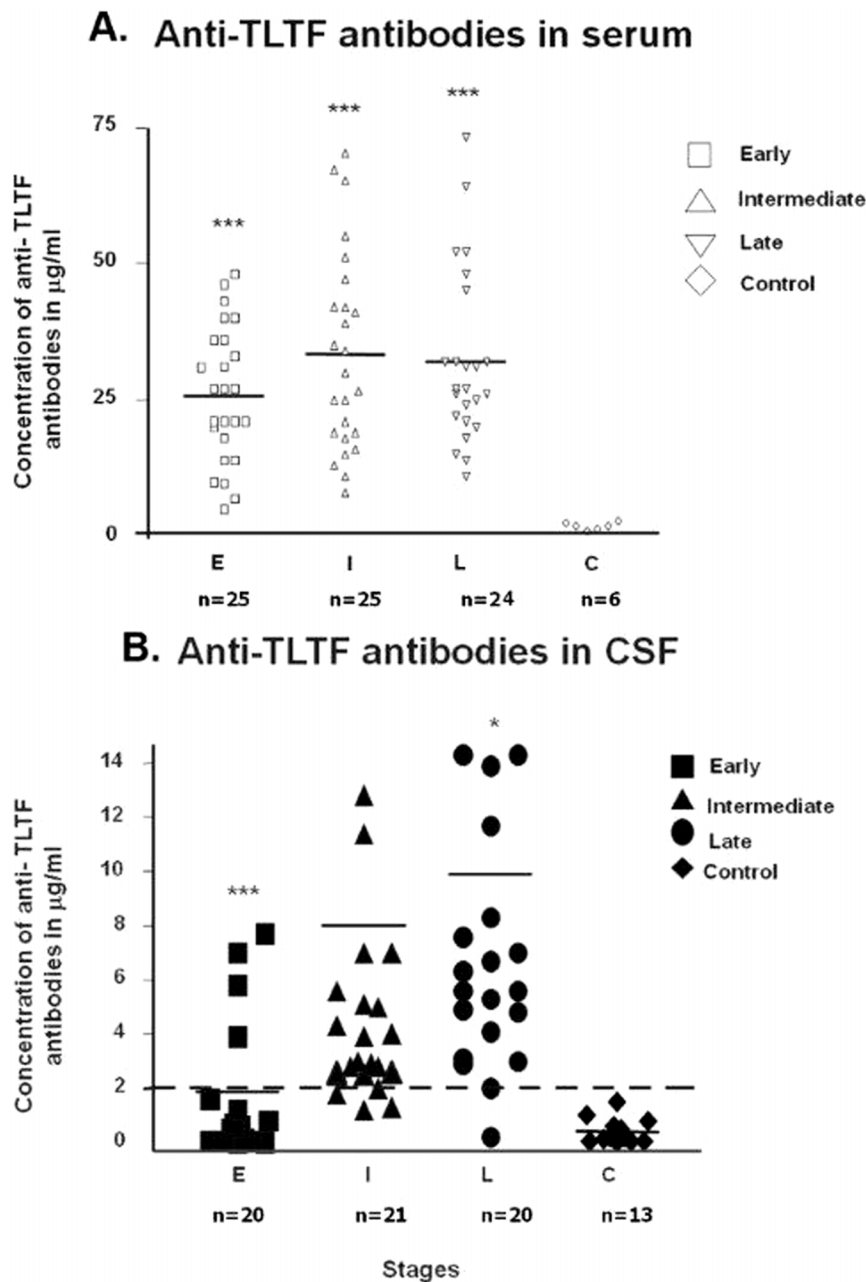 A. Anti-TLTF antibodies in serum
Concentration of anti- TLTF
antibodies in µg/ml
75
50
25
0
***
***
***
Early
Intermediate
Late
Control
E I L C
n=25 n=25 n=24 n=6
B. Anti-TLTF antibodies in CSF
Concentration of anti- TLTF
antibodies in µg/ml
14
12
10
8
6
4
2
0
***
*
Early
Intermediate
Late
Control
E I L C
n=20 n=21 n=20 n=13
Stages